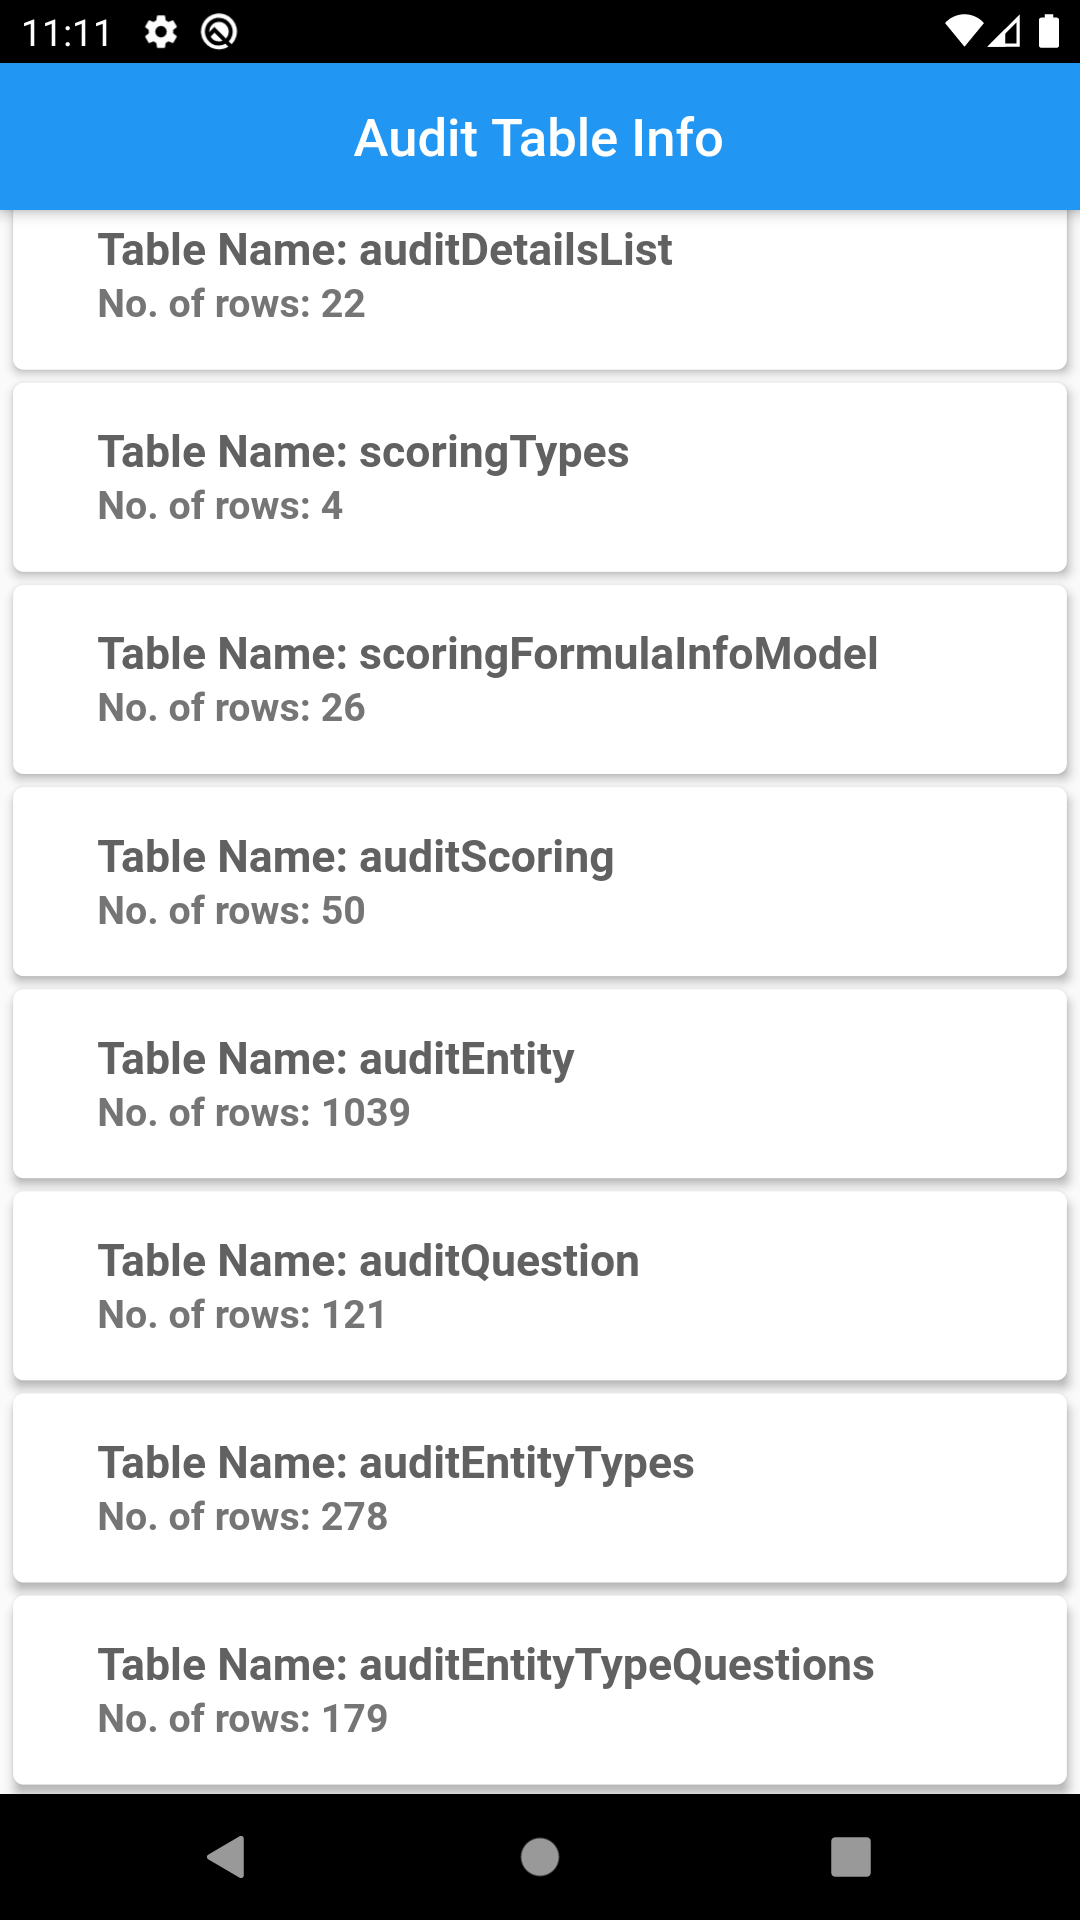 11:11
Audit Table Info
Table Name: auditDetailsList
No. of rows: 22
Table Name: scoringTypes
No. of rows: 4
Table Name: scoringFormulaInfoModel
No. of rows: 26
Table Name: auditScoring
No. of rows: 50
Table Name: auditEntity
No. of rows: 1039
Table Name: auditQuestion
No. of rows: 121
Table Name: auditEntityTypes
No. of rows: 278
Table Name: auditEntityTypeQuestions
No. of rows: 179